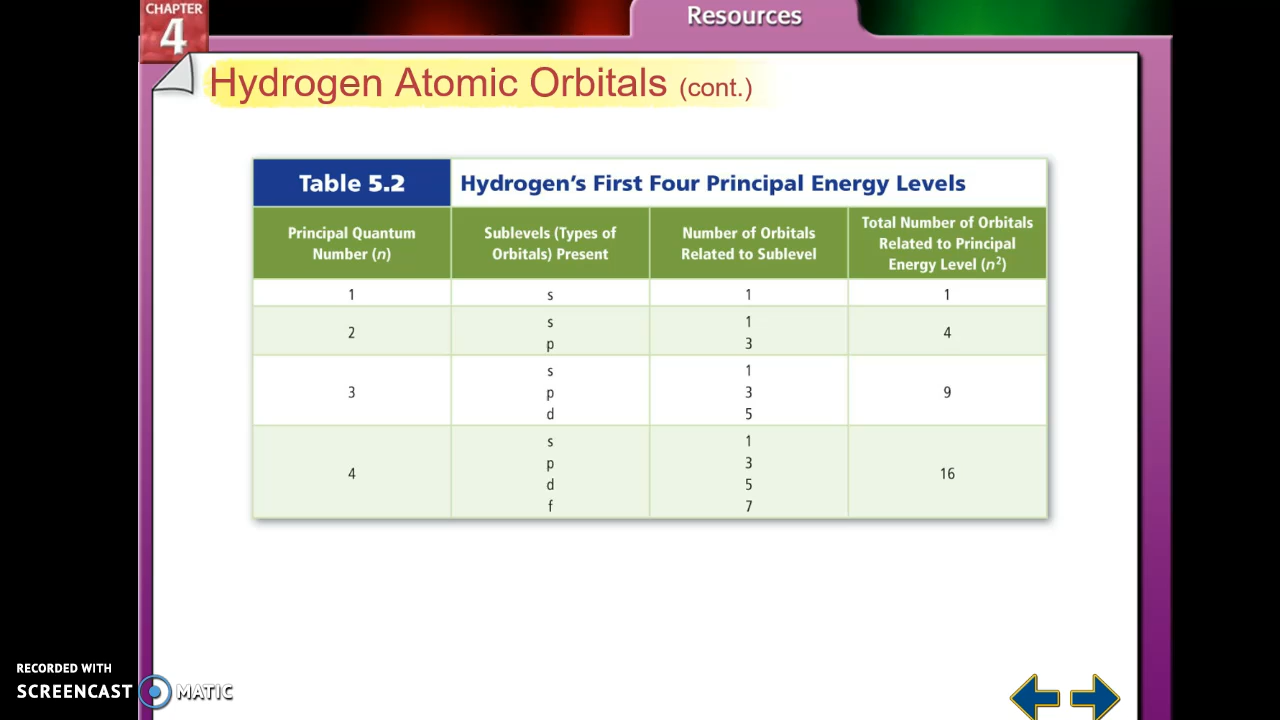 CHAPTER
4
Resources
Hydrogen Atomic Orbitals (cont.)
Table 5.2 Hydrogen's First Four Principal Energy Levels
Principal Quantum
Number (n)
Sublevels (Types of
Orbitals) Present
Number of Orbitals
Related to Sublevel
Total Number of Orbitals
Related to Principal
Energy Level (n²)
1 s 1 1
2
s 1
p 3
4
3
s 1
p 3
d 5
9
4
s 1
p 3
d 5
f 7
16
RECORDED WITH
SCREENCAST MATIC